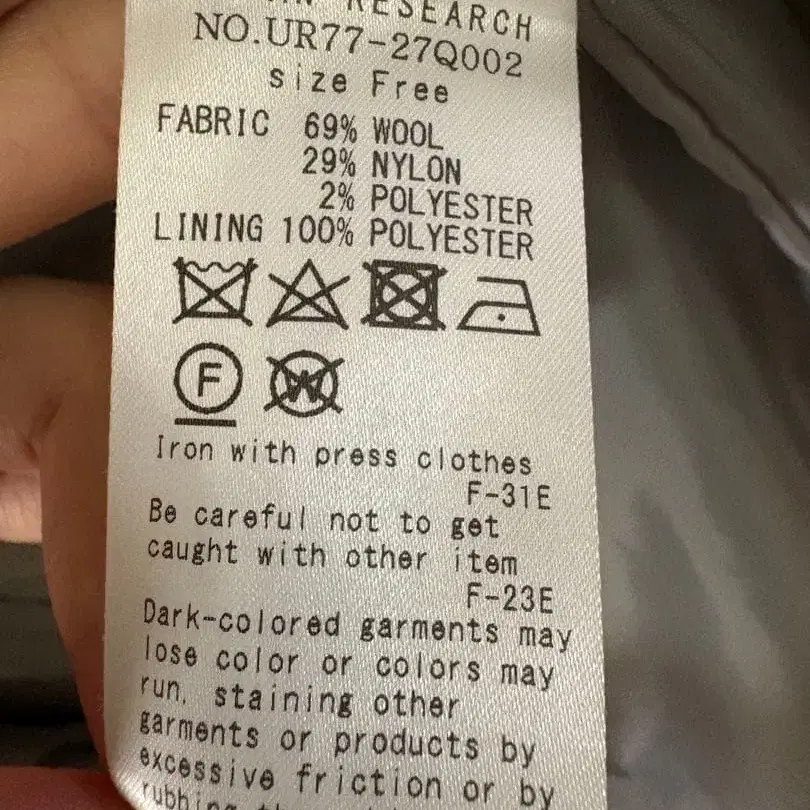 RESEARCH
NO.UR77-27Q002
size Free
FABRIC 69% WOOL
29% NYLON
2% POLYESTER
LINING 100% POLYESTER
F
W
Iron with press clothes
F-31E
Be careful not to get
caught with other item
F-23E
Dark-colored garments may
lose color or colors may
run, staining other
garments or products by
excessive friction or by
rubbing